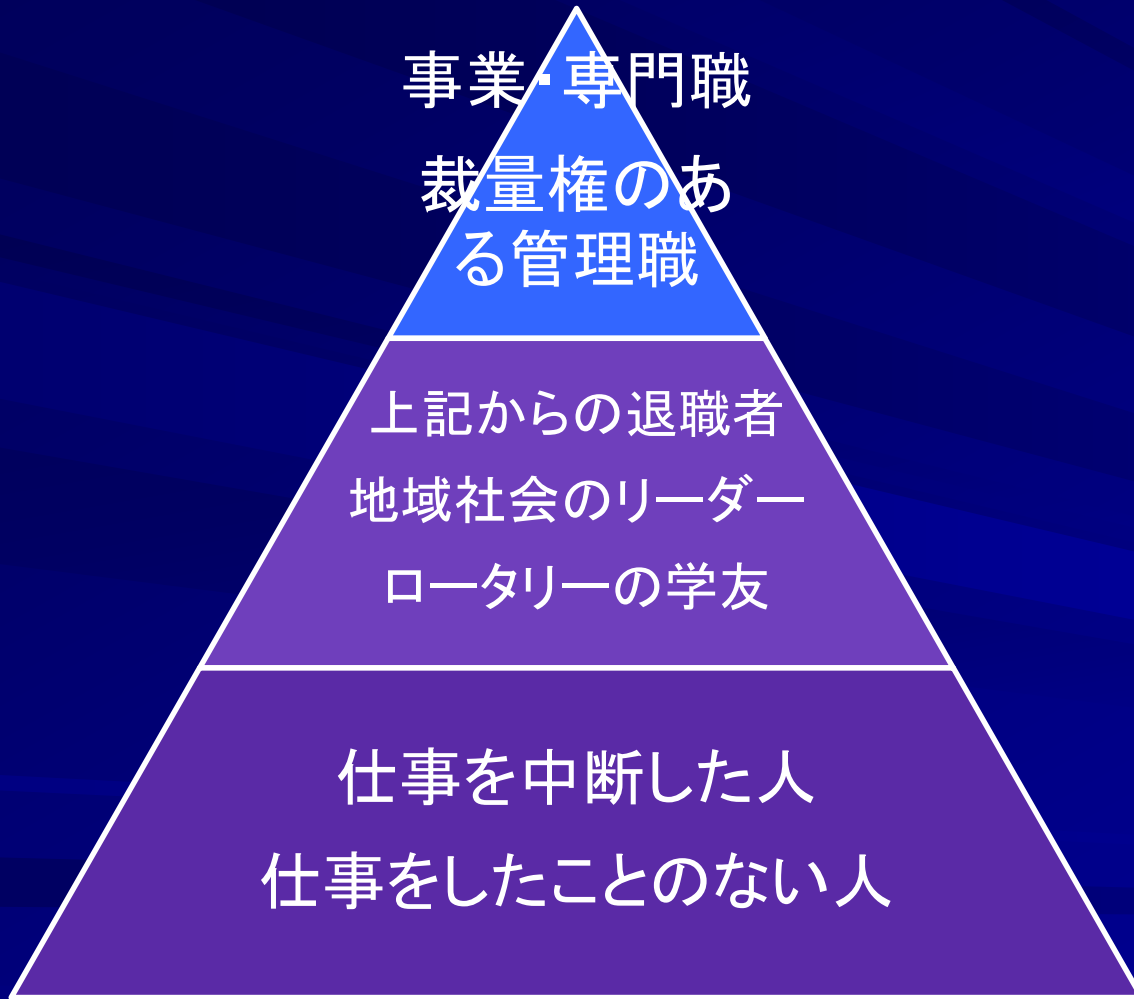 事業・専門職
裁量権のあ
る管理職
上記からの退職者
地域社会のリーダー
ロータリーの学友
仕事を中断した人
仕事をしたことのない人